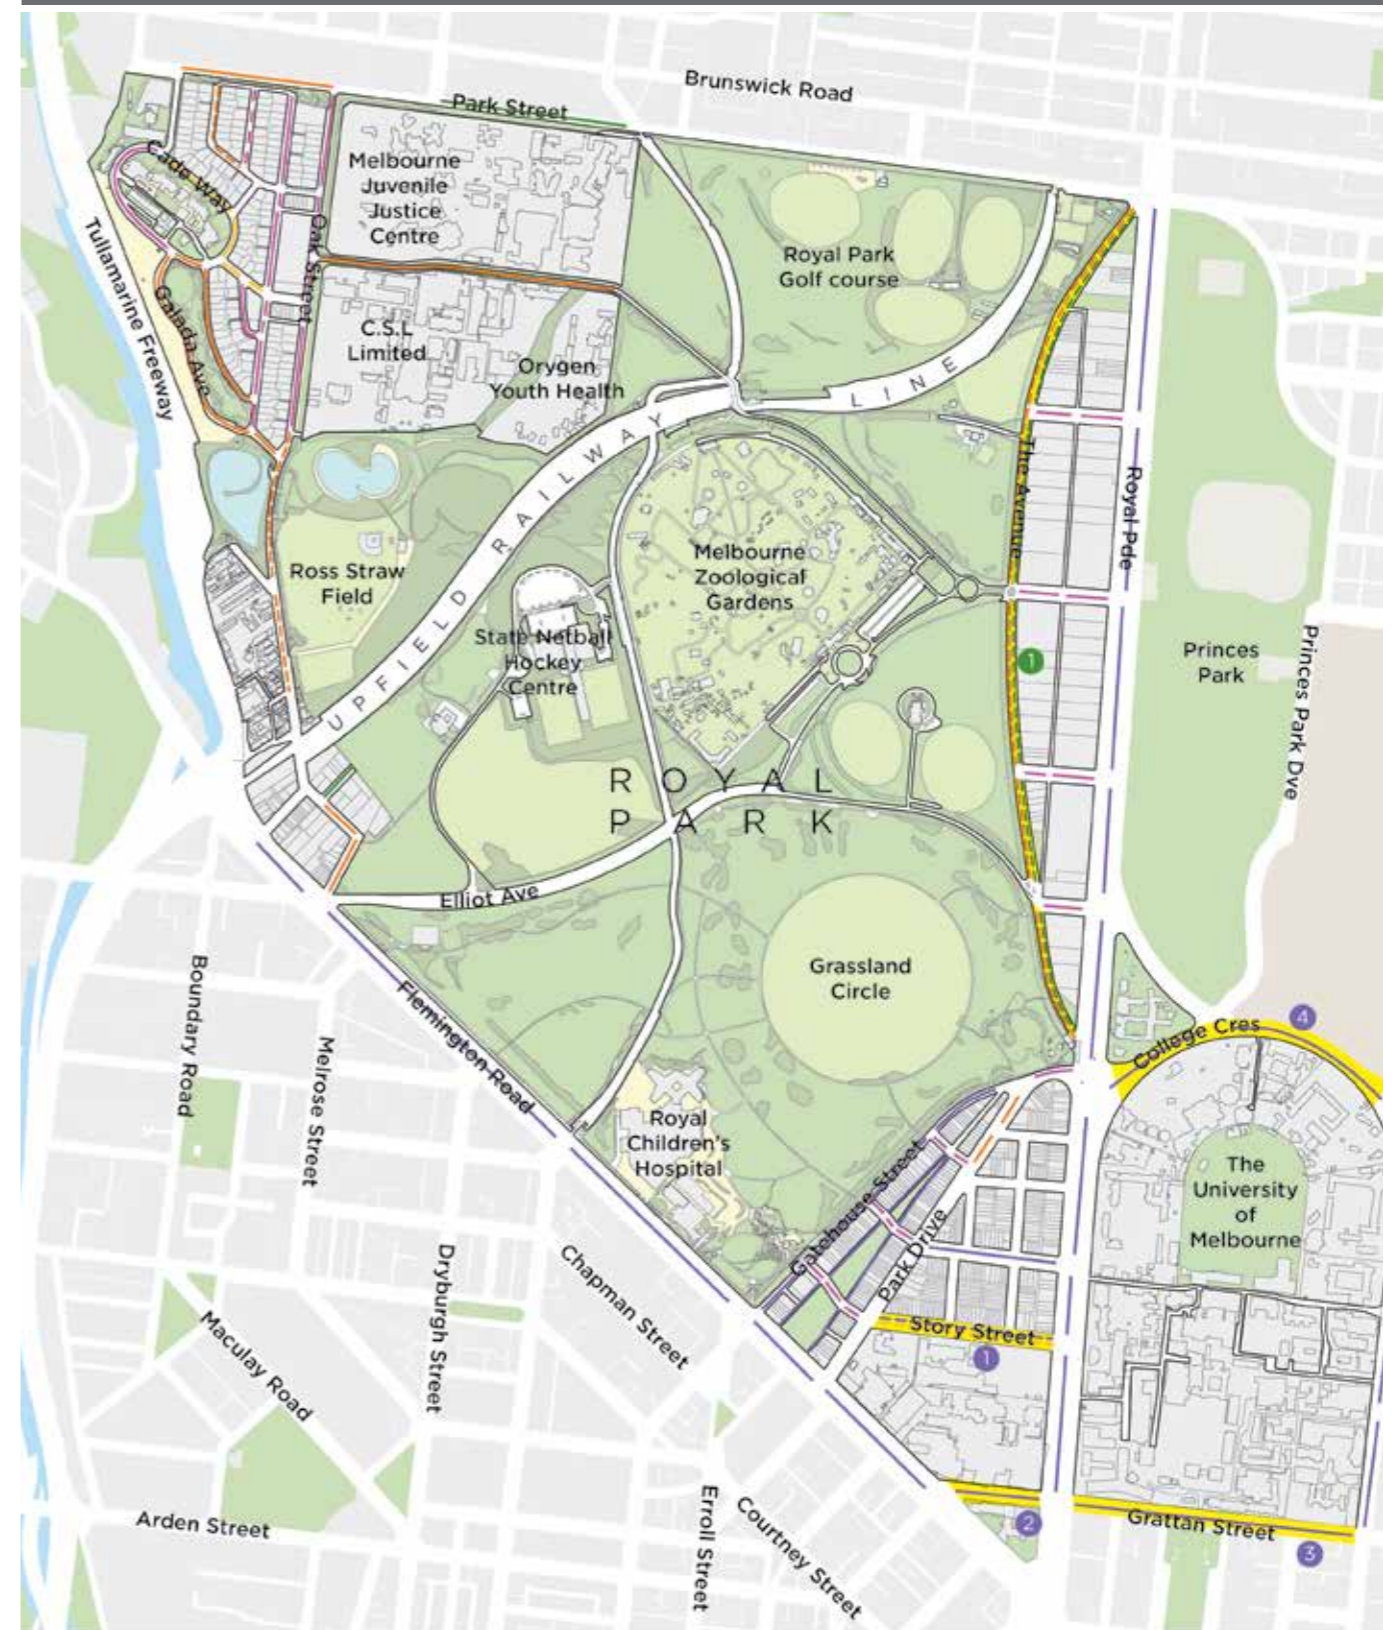 Brunswick Road
Park Street
Melbourne
Juvenile
Justice
Centre
Cade Way
Oak Street
Tullamarine Freeway
Galada Ave
Royal Park
Golf course
C.S.L
Limited
Orygen
Youth Health
UPFIELD RAILWAY LINE
The Avenue
Royal Pde
Ross Straw
Field
Melbourne
Zoological
Gardens
State Netball
Hockey
Centre
1
Princes
Park
Princes Park Dve
ROYAL
PARK
Elliot Ave
Grassland
Circle
Boundary Road
Melrose Street
Flemington Road
College Cres
4
Royal
Children's
Hospital
Gatehouse Street
Park Drive
The
University
of
Melbourne
Dryburgh Street
Chapman Street
Maculay Road
Story Street
1
Arden Street
Erroll Street
Courtney Street
2
Grattan Street
3